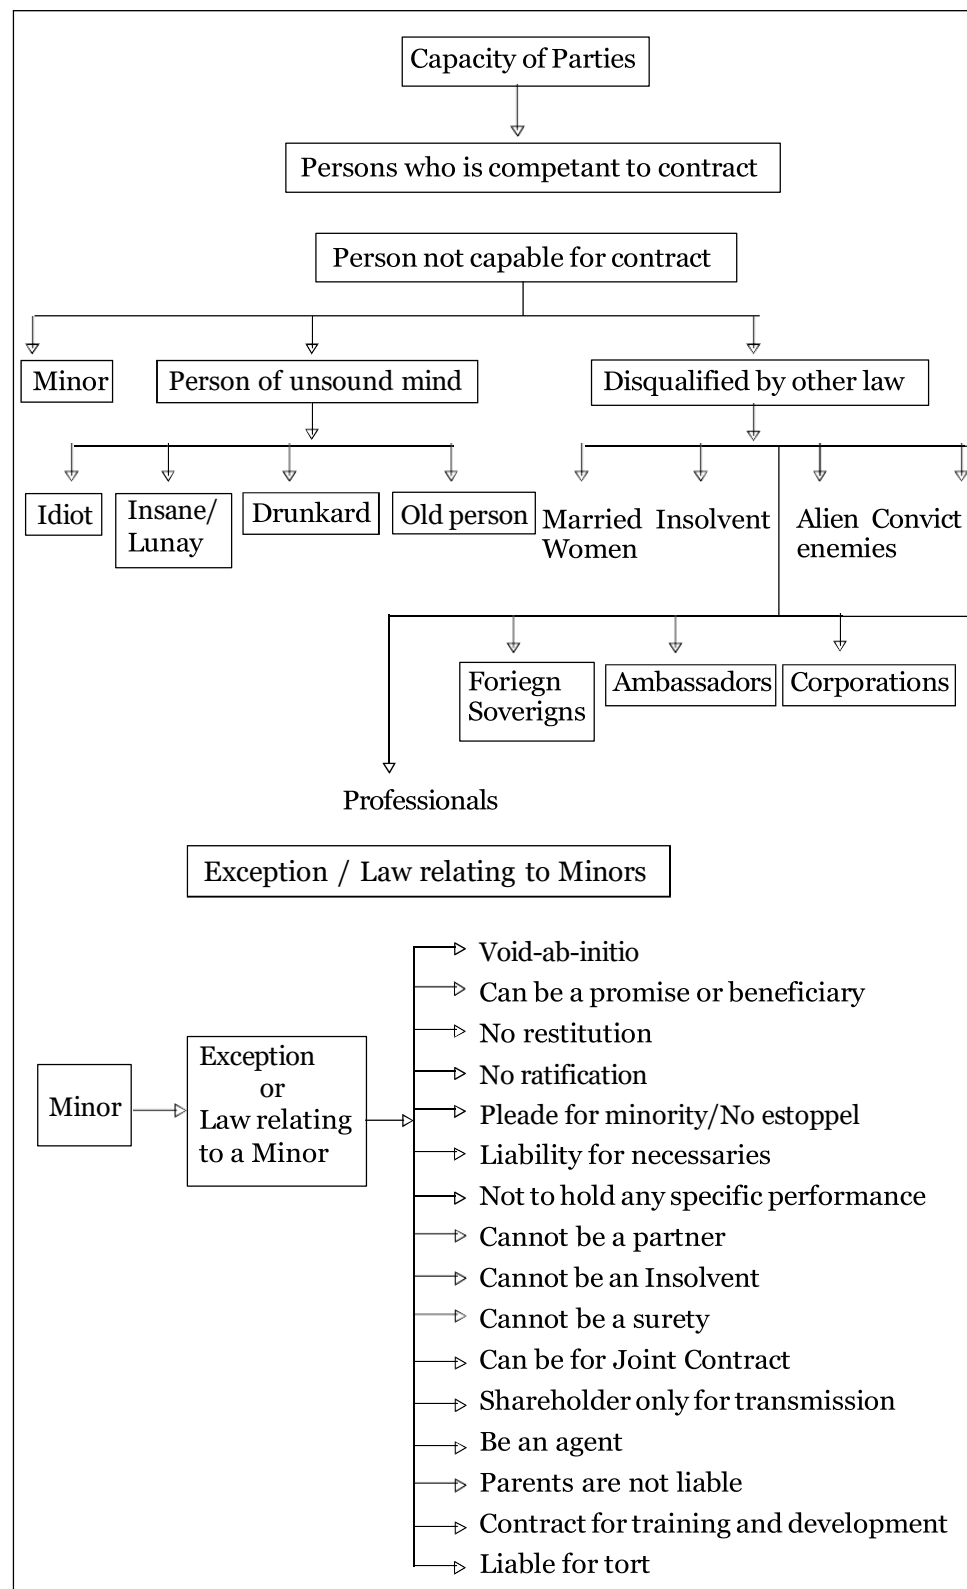 Capacity of Parties
Persons who is competant to contract
Person not capable for contract
Minor
Person of unsound mind
Disqualified by other law
Idiot
Insane/
Lunay
Drunkard
Old person
Married
Women
Insolvent
Alien
enemies
Convict
Foriegn
Soverigns
Ambassadors
Corporations
Professionals
Exception / Law relating to Minors
Minor
Exception
or
Law relating
to a Minor
Void-ab-initio
Can be a promise or beneficiary
No restitution
No ratification
Pleade for minority/No estoppel
Liability for necessaries
Not to hold any specific performance
Cannot be a partner
Cannot be an Insolvent
Cannot be a surety
Can be for Joint Contract
Shareholder only for transmission
Be an agent
Parents are not liable
Contract for training and development
Liable for tort